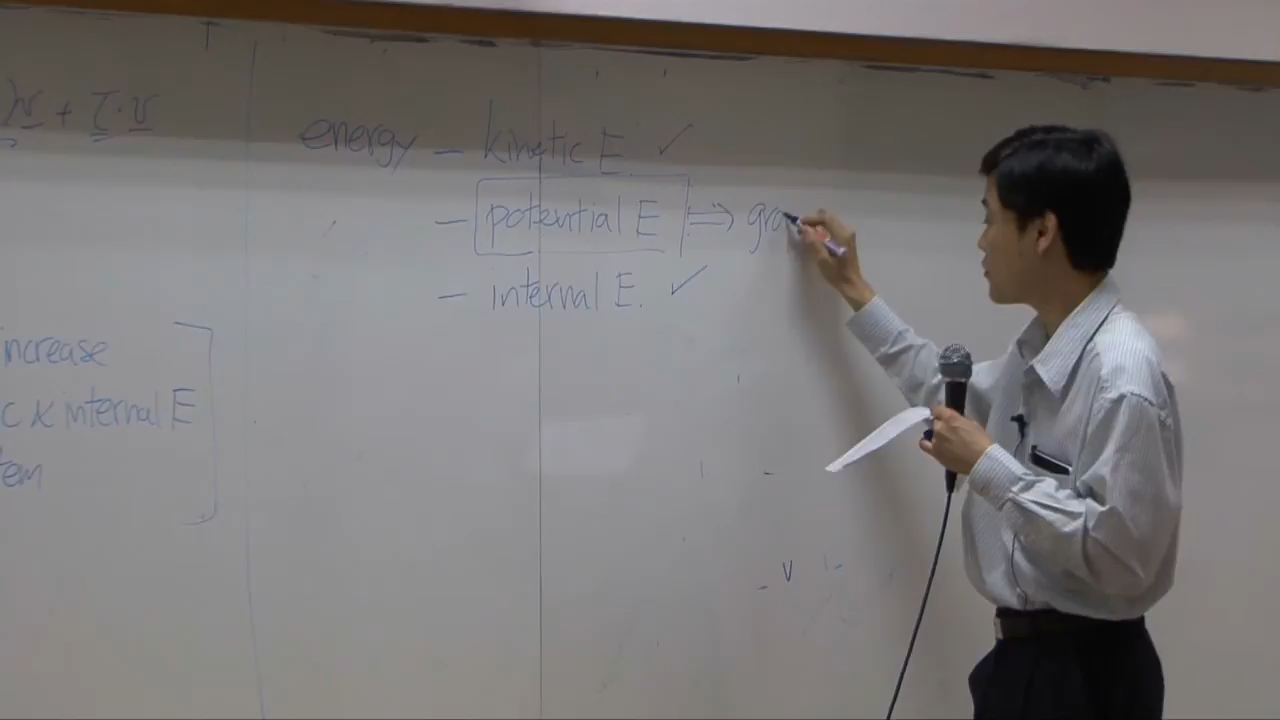 )v + τ · v
energy – kinetic E ✓
– potential E ⇒ gra
– internal E. ✓
increase
c & internal E
tem